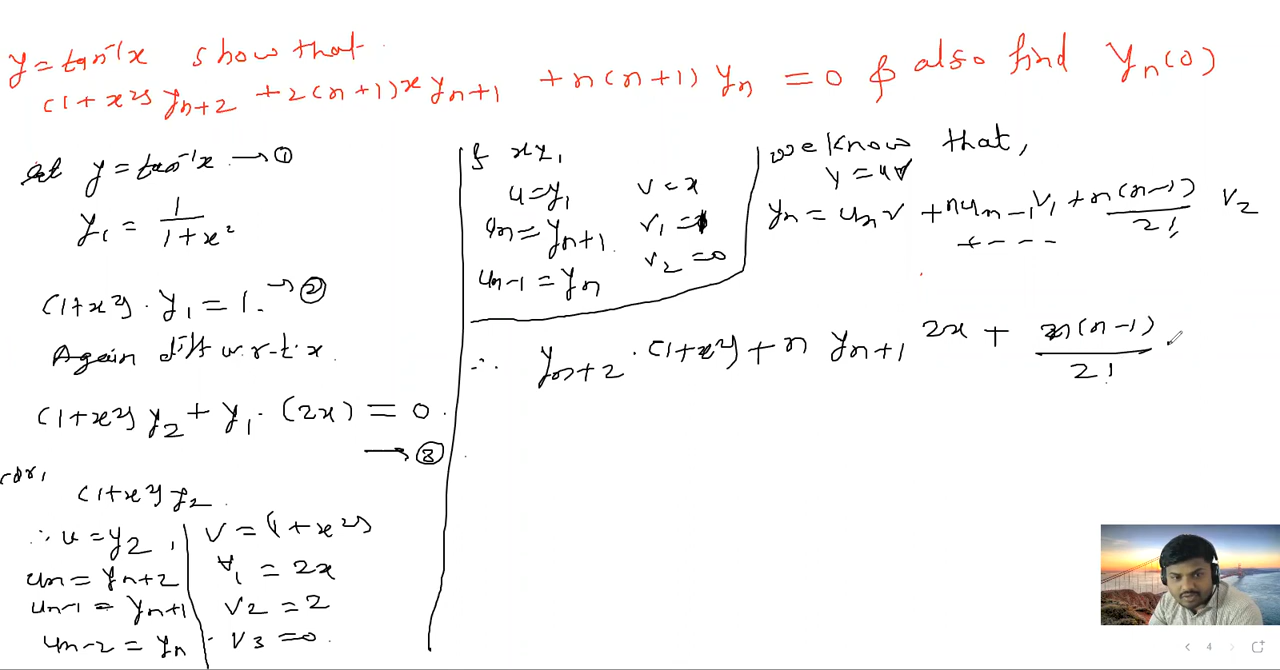 y = tan⁻¹x show that
(1+x²) yₙ₊₂ + 2(n+1)x yₙ₊₁ + n(n+1) yₙ = 0 & also find yₙ(0)
let y = tan⁻¹x → ①
y₁ = 1/(1+x²)
(1+x²) · y₁ = 1. → ②
Again diff w.r.t. x.
(1+x²) y₂ + y₁ · (2x) = 0.
→ ③
(1+x²) y₂.
∴ u = y₂, v = (1+x²)
uₙ = yₙ₊₂ v₁ = 2x
uₙ₋₁ = yₙ₊₁ v₂ = 2
uₙ₋₂ = yₙ v₃ = 0.
& xy₁
u = y₁ v = x
uₙ = yₙ₊₁ v₁ = 1
uₙ₋₁ = yₙ v₂ = 0
we know that,
y = uv
yₙ = uₙv + nuₙ₋₁v₁ + n(n-1)/2! v₂
+ - - - -
∴ yₙ₊₂ · (1+x²) + n yₙ₊₁ 2x + n(n-1)/2!
4